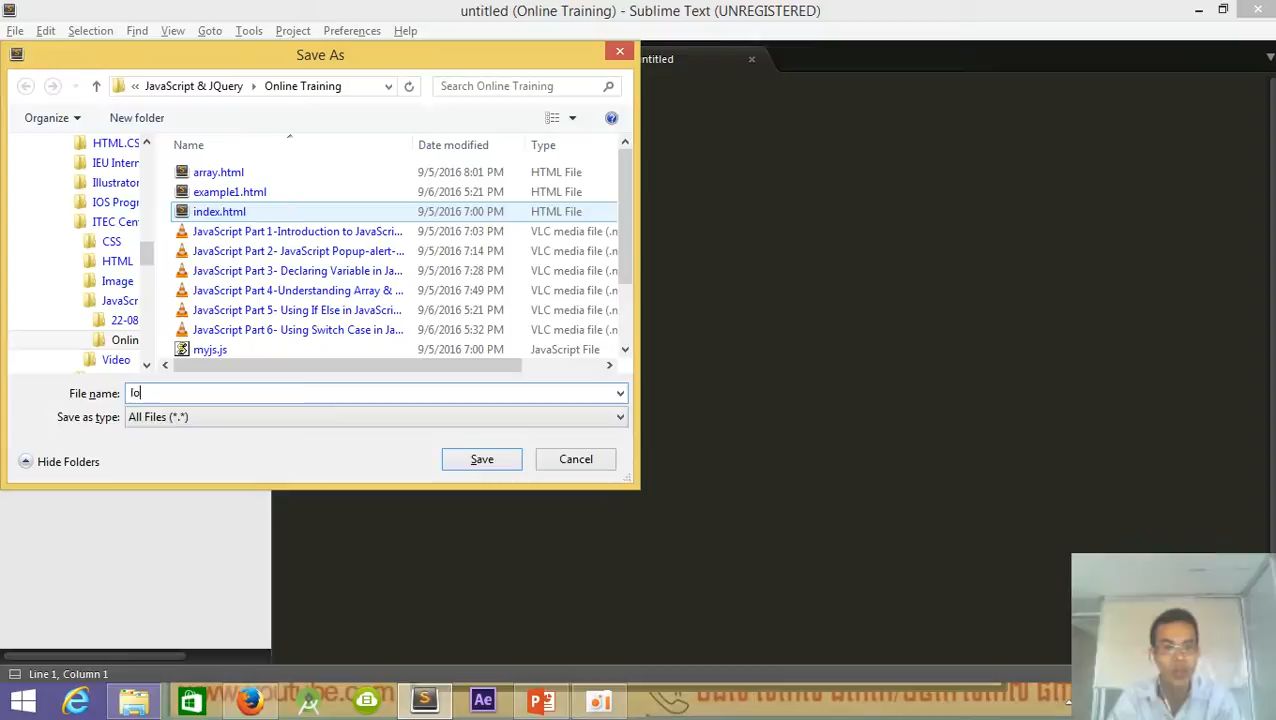 untitled (Online Training) - Sublime Text (UNREGISTERED)
File Edit Selection Find View Goto Tools Project Preferences Help
Save As
ntitled
« JavaScript & JQuery Online Training
Search Online Training
Organize
New folder
Name Date modified Type
HTML.CS
IEU Intern
Illustrator
IOS Progr
ITEC Cen
CSS
HTML
Image
JavaScr
22-08
Onlin
Video
array.html 9/5/2016 8:01 PM HTML File
example1.html 9/6/2016 5:21 PM HTML File
index.html 9/5/2016 7:00 PM HTML File
JavaScript Part 1-Introduction to JavaScri... 9/5/2016 7:03 PM VLC media file (.n
JavaScript Part 2- JavaScript Popup-alert-... 9/5/2016 7:14 PM VLC media file (.n
JavaScript Part 3- Declaring Variable in Ja... 9/5/2016 7:28 PM VLC media file (.n
JavaScript Part 4-Understanding Array & ... 9/5/2016 7:49 PM VLC media file (.n
JavaScript Part 5- Using If Else in JavaScri... 9/6/2016 5:21 PM VLC media file (.n
JavaScript Part 6- Using Switch Case in Ja... 9/6/2016 5:32 PM VLC media file (.n
myjs.js 9/5/2016 7:00 PM JavaScript File
File name: lo
Save as type: All Files (*.*)
Hide Folders
Save
Cancel
Line 1, Column 1
www.youtube.com
Ae